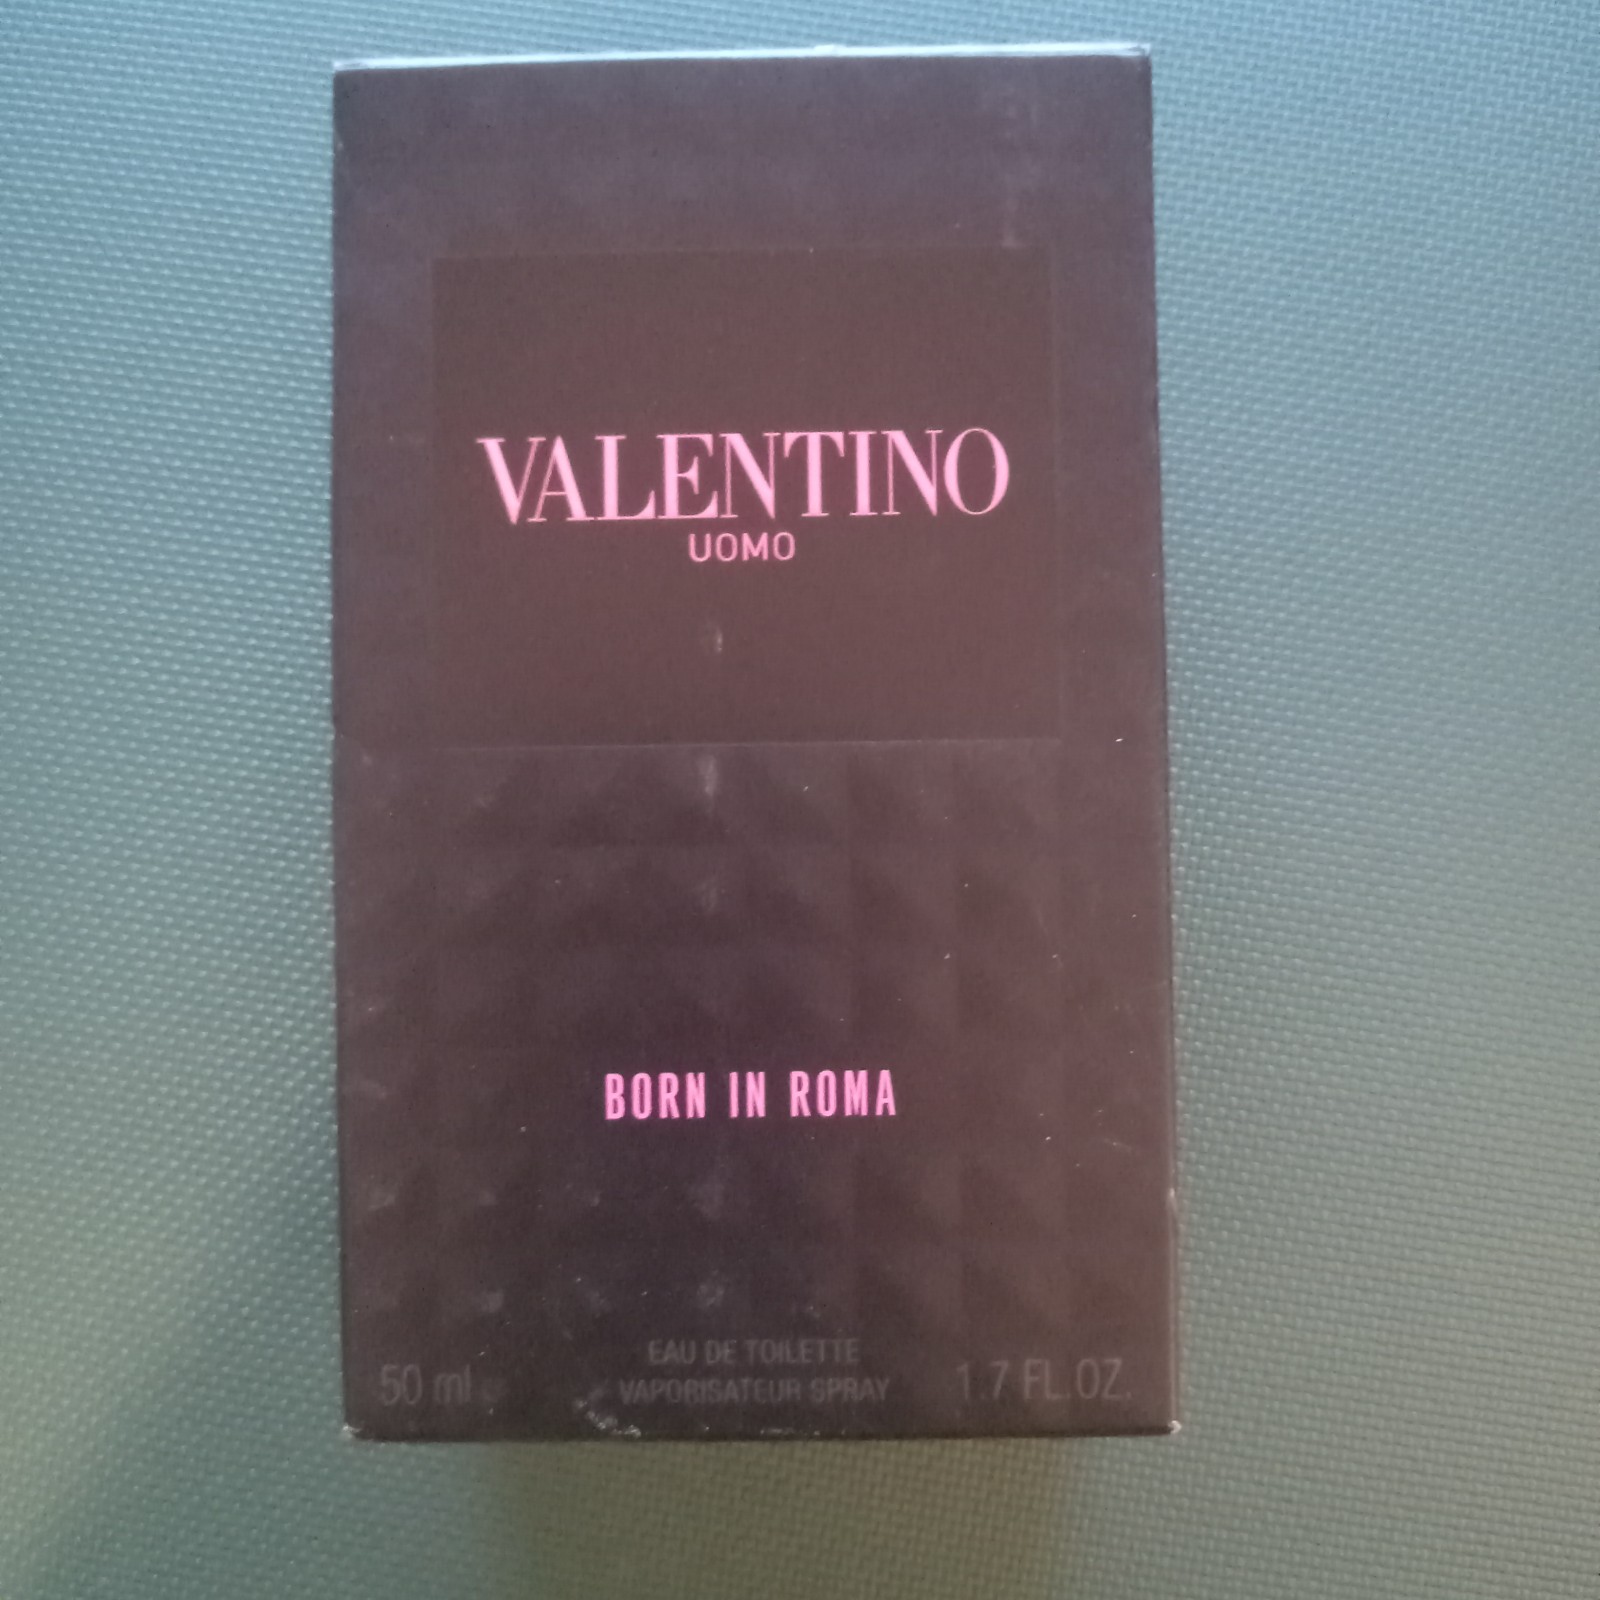 VALENTINO
UOMO
BORN IN ROMA
EAU DE TOILETTE
50 ml VAPORISATEUR SPRAY 1.7 FL.OZ.